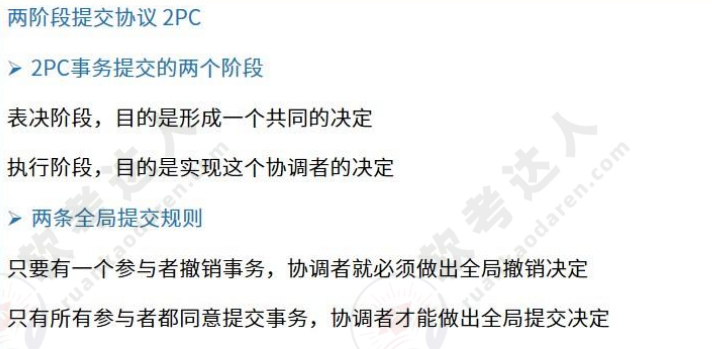 两阶段提交协议 2PC
➢ 2PC事务提交的两个阶段
表决阶段，目的是形成一个共同的决定
执行阶段，目的是实现这个协调者的决定
➢ 两条全局提交规则
只要有一个参与者撤销事务，协调者就必须做出全局撤销决定
只有所有参与者都同意提交事务，协调者才能做出全局提交决定
软考达人
ruankaodaren.com
软考达人
ruankaodaren.com